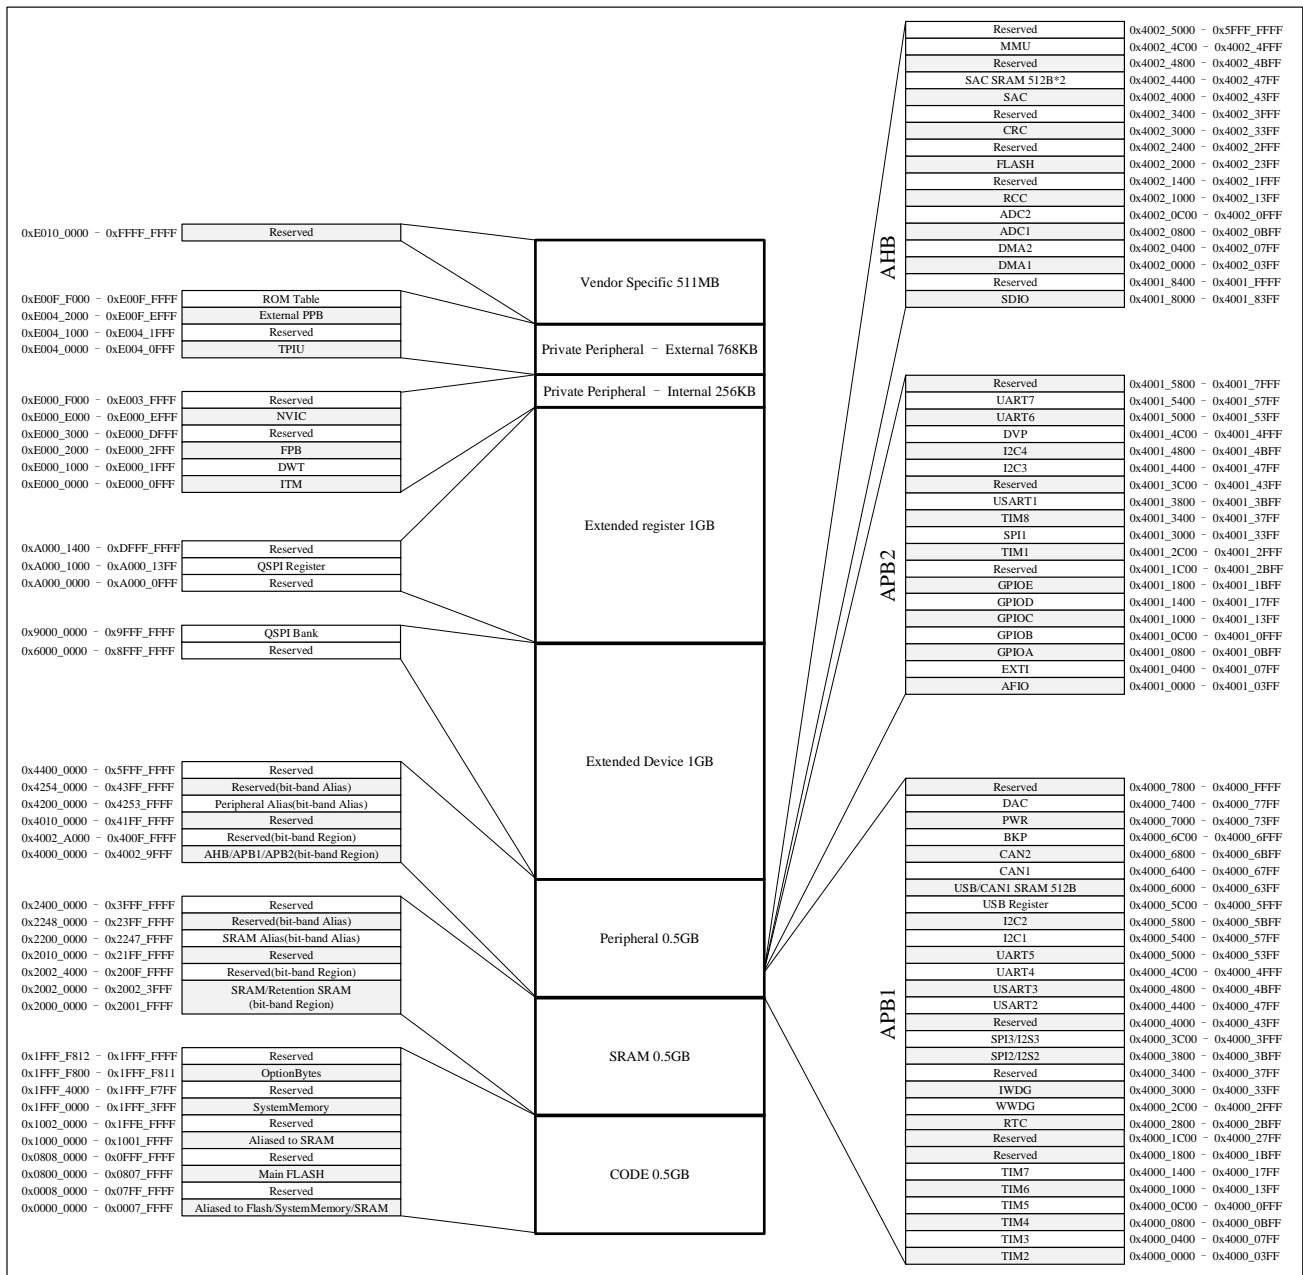 0xE010_0000 - 0xFFFF_FFFF Reserved
0xE00F_F000 - 0xE00F_FFFF ROM Table
0xE004_2000 - 0xE00F_EFFF External PPB
0xE004_1000 - 0xE004_1FFF Reserved
0xE004_0000 - 0xE004_0FFF TPIU
0xE000_F000 - 0xE003_FFFF Reserved
0xE000_E000 - 0xE000_EFFF NVIC
0xE000_3000 - 0xE000_DFFF Reserved
0xE000_2000 - 0xE000_2FFF FPB
0xE000_1000 - 0xE000_1FFF DWT
0xE000_0000 - 0xE000_0FFF ITM
0xA000_1400 - 0xDFFF_FFFF Reserved
0xA000_1000 - 0xA000_13FF QSPI Register
0xA000_0000 - 0xA000_0FFF Reserved
0x9000_0000 - 0x9FFF_FFFF QSPI Bank
0x6000_0000 - 0x8FFF_FFFF Reserved
0x4400_0000 - 0x5FFF_FFFF Reserved
0x4254_0000 - 0x43FF_FFFF Reserved(bit-band Alias)
0x4200_0000 - 0x4253_FFFF Peripheral Alias(bit-band Alias)
0x4010_0000 - 0x41FF_FFFF Reserved
0x4002_A000 - 0x400F_FFFF Reserved(bit-band Region)
0x4000_0000 - 0x4002_9FFF AHB/APB1/APB2(bit-band Region)
0x2400_0000 - 0x3FFF_FFFF Reserved
0x2248_0000 - 0x23FF_FFFF Reserved(bit-band Alias)
0x2200_0000 - 0x2247_FFFF SRAM Alias(bit-band Alias)
0x2010_0000 - 0x21FF_FFFF Reserved
0x2002_4000 - 0x200F_FFFF Reserved(bit-band Region)
0x2002_0000 - 0x2002_3FFF SRAM/Retention SRAM
0x2000_0000 - 0x2001_FFFF (bit-band Region)
0x1FFF_F812 - 0x1FFF_FFFF Reserved
0x1FFF_F800 - 0x1FFF_F811 OptionBytes
0x1FFF_4000 - 0x1FFF_F7FF Reserved
0x1FFF_0000 - 0x1FFF_3FFF SystemMemory
0x1002_0000 - 0x1FFE_FFFF Reserved
0x1000_0000 - 0x1001_FFFF Aliased to SRAM
0x0808_0000 - 0x0FFF_FFFF Reserved
0x0800_0000 - 0x0807_FFFF Main FLASH
0x0008_0000 - 0x07FF_FFFF Reserved
0x0000_0000 - 0x0007_FFFF Aliased to Flash/SystemMemory/SRAM
Vendor Specific 511MB
Private Peripheral - External 768KB
Private Peripheral - Internal 256KB
Extended register 1GB
Extended Device 1GB
Peripheral 0.5GB
SRAM 0.5GB
CODE 0.5GB
AHB
Reserved 0x4002_5000 - 0x5FFF_FFFF
MMU 0x4002_4C00 - 0x4002_4FFF
Reserved 0x4002_4800 - 0x4002_4BFF
SAC SRAM 512B*2 0x4002_4400 - 0x4002_47FF
SAC 0x4002_4000 - 0x4002_43FF
Reserved 0x4002_3400 - 0x4002_3FFF
CRC 0x4002_3000 - 0x4002_33FF
Reserved 0x4002_2400 - 0x4002_2FFF
FLASH 0x4002_2000 - 0x4002_23FF
Reserved 0x4002_1400 - 0x4002_1FFF
RCC 0x4002_1000 - 0x4002_13FF
ADC2 0x4002_0C00 - 0x4002_0FFF
ADC1 0x4002_0800 - 0x4002_0BFF
DMA2 0x4002_0400 - 0x4002_07FF
DMA1 0x4002_0000 - 0x4002_03FF
Reserved 0x4001_8400 - 0x4001_FFFF
SDIO 0x4001_8000 - 0x4001_83FF
APB2
Reserved 0x4001_5800 - 0x4001_7FFF
UART7 0x4001_5400 - 0x4001_57FF
UART6 0x4001_5000 - 0x4001_53FF
DVP 0x4001_4C00 - 0x4001_4FFF
I2C4 0x4001_4800 - 0x4001_4BFF
I2C3 0x4001_4400 - 0x4001_47FF
Reserved 0x4001_3C00 - 0x4001_43FF
USART1 0x4001_3800 - 0x4001_3BFF
TIM8 0x4001_3400 - 0x4001_37FF
SPI1 0x4001_3000 - 0x4001_33FF
TIM1 0x4001_2C00 - 0x4001_2FFF
Reserved 0x4001_1C00 - 0x4001_2BFF
GPIOE 0x4001_1800 - 0x4001_1BFF
GPIOD 0x4001_1400 - 0x4001_17FF
GPIOC 0x4001_1000 - 0x4001_13FF
GPIOB 0x4001_0C00 - 0x4001_0FFF
GPIOA 0x4001_0800 - 0x4001_0BFF
EXTI 0x4001_0400 - 0x4001_07FF
AFIO 0x4001_0000 - 0x4001_03FF
APB1
Reserved 0x4000_7800 - 0x4000_FFFF
DAC 0x4000_7400 - 0x4000_77FF
PWR 0x4000_7000 - 0x4000_73FF
BKP 0x4000_6C00 - 0x4000_6FFF
CAN2 0x4000_6800 - 0x4000_6BFF
CAN1 0x4000_6400 - 0x4000_67FF
USB/CAN1 SRAM 512B 0x4000_6000 - 0x4000_63FF
USB Register 0x4000_5C00 - 0x4000_5FFF
I2C2 0x4000_5800 - 0x4000_5BFF
I2C1 0x4000_5400 - 0x4000_57FF
UART5 0x4000_5000 - 0x4000_53FF
UART4 0x4000_4C00 - 0x4000_4FFF
USART3 0x4000_4800 - 0x4000_4BFF
USART2 0x4000_4400 - 0x4000_47FF
Reserved 0x4000_4000 - 0x4000_43FF
SPI3/I2S3 0x4000_3C00 - 0x4000_3FFF
SPI2/I2S2 0x4000_3800 - 0x4000_3BFF
Reserved 0x4000_3400 - 0x4000_37FF
IWDG 0x4000_3000 - 0x4000_33FF
WWDG 0x4000_2C00 - 0x4000_2FFF
RTC 0x4000_2800 - 0x4000_2BFF
Reserved 0x4000_1C00 - 0x4000_27FF
Reserved 0x4000_1800 - 0x4000_1BFF
TIM7 0x4000_1400 - 0x4000_17FF
TIM6 0x4000_1000 - 0x4000_13FF
TIM5 0x4000_0C00 - 0x4000_0FFF
TIM4 0x4000_0800 - 0x4000_0BFF
TIM3 0x4000_0400 - 0x4000_07FF
TIM2 0x4000_0000 - 0x4000_03FF